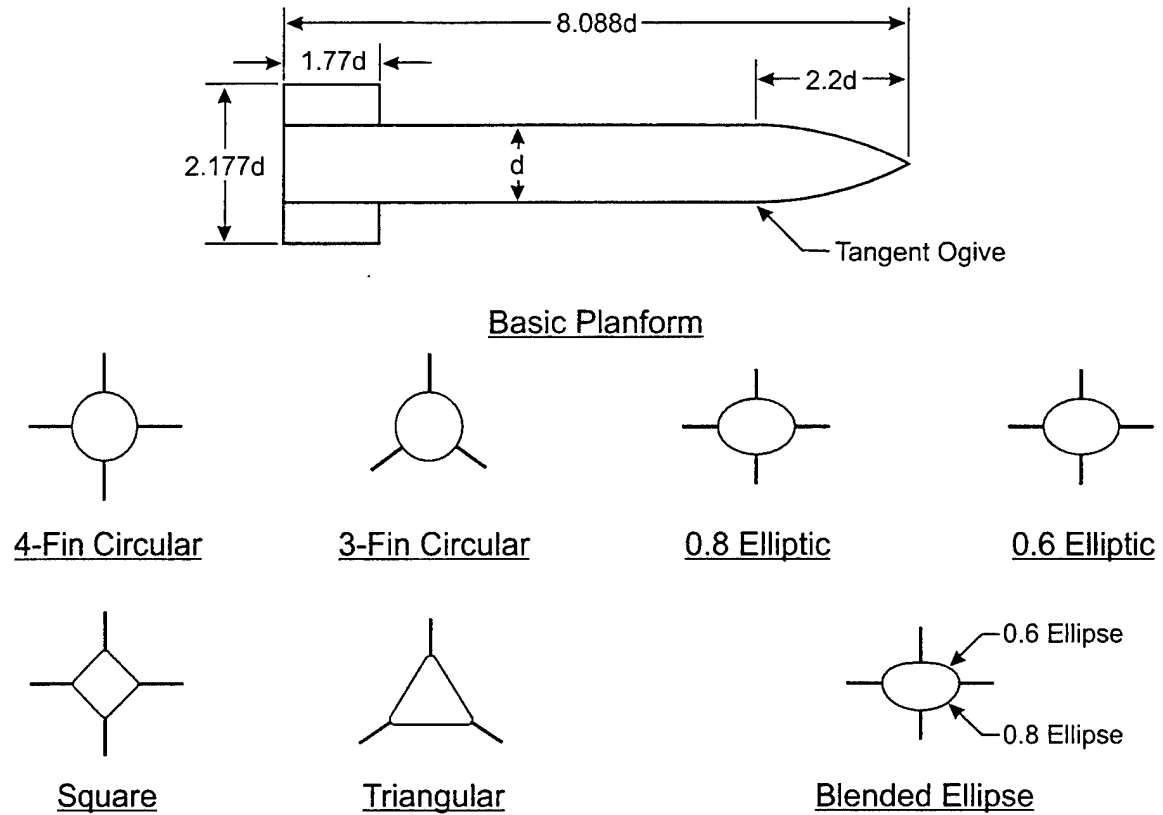 8.088d
1.77d
2.2d
2.177d
d
Tangent Ogive
Basic Planform
4-Fin Circular
3-Fin Circular
0.8 Elliptic
0.6 Elliptic
0.6 Ellipse
0.8 Ellipse
Square
Triangular
Blended Ellipse